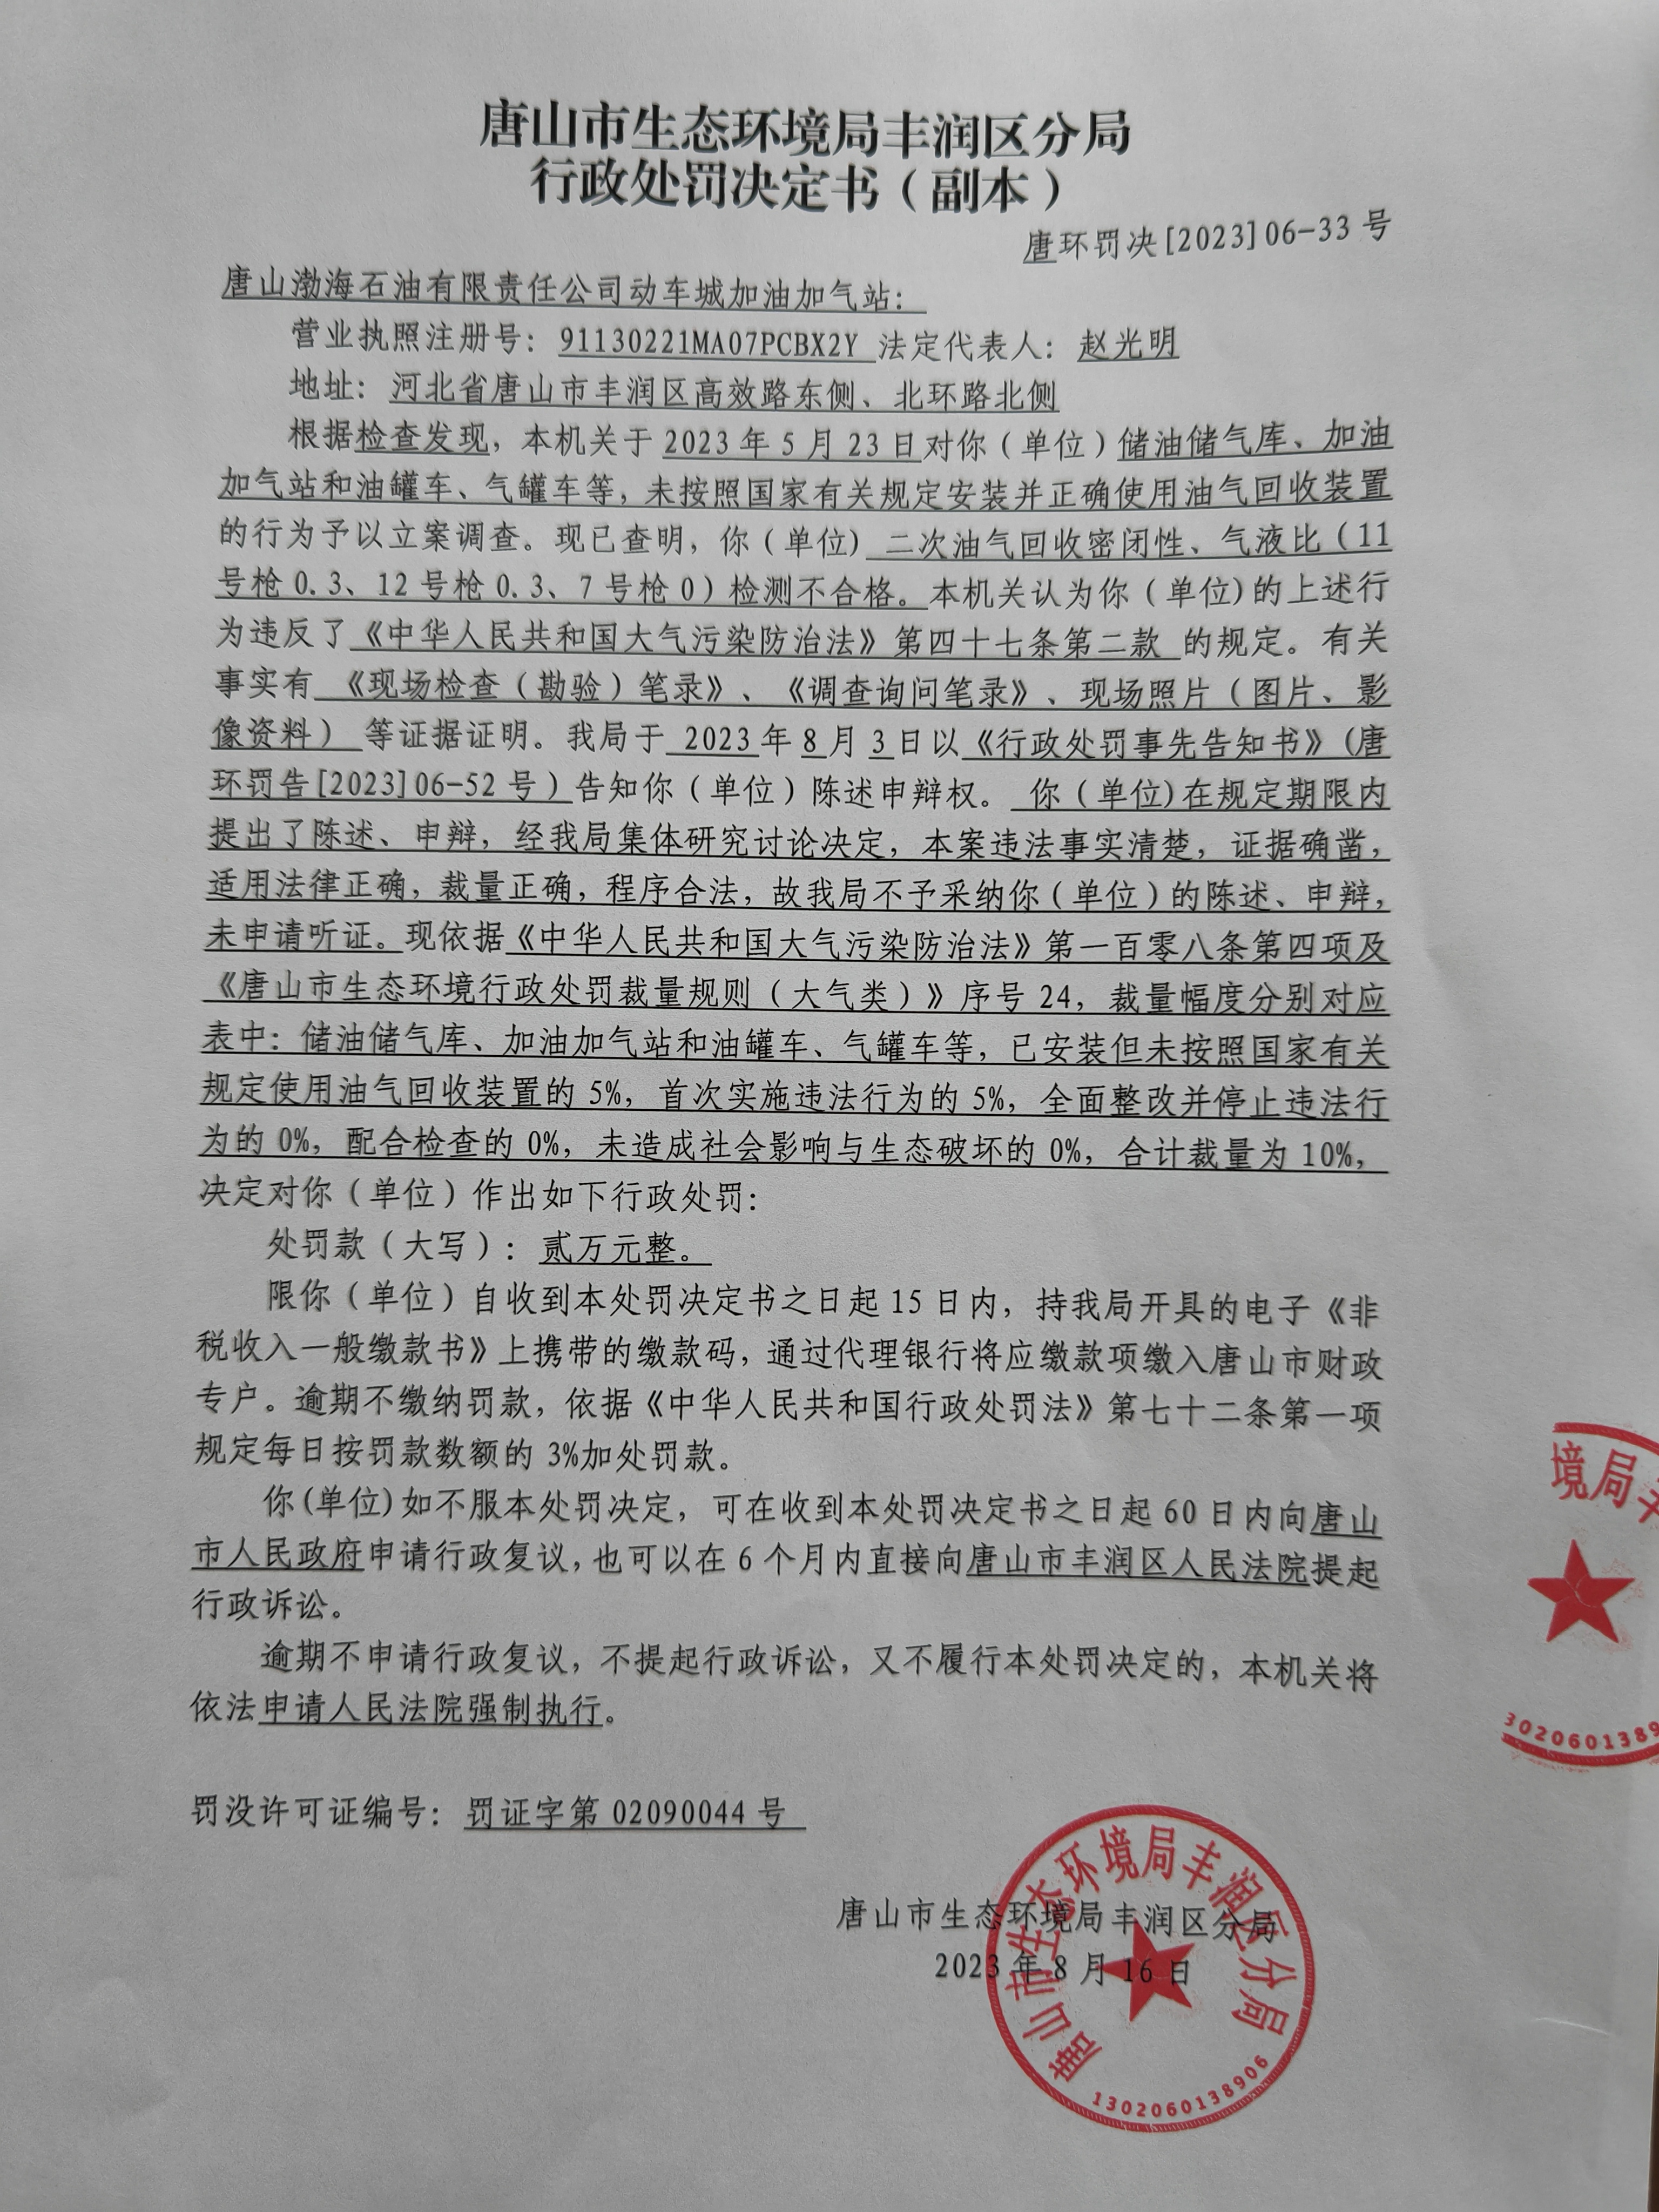 唐山市生态环境局丰润区分局
行政处罚决定书（副本）
唐环罚决[2023]06-33 号
唐山渤海石油有限责任公司动车城加油加气站：
营业执照注册号：91130221MA07PCBX2Y 法定代表人：赵光明
地址：河北省唐山市丰润区高效路东侧、北环路北侧
根据检查发现，本机关于 2023 年 5 月 23 日对你（单位）储油储气库、加油
加气站和油罐车、气罐车等，未按照国家有关规定安装并正确使用油气回收装置
的行为予以立案调查。现已查明，你（单位) 二次油气回收密闭性、气液比（11
号枪 0.3、12 号枪 0.3、7 号枪 0）检测不合格。本机关认为你（单位)的上述行
为违反了《中华人民共和国大气污染防治法》第四十七条第二款 的规定。有关
事实有 《现场检查（勘验）笔录》、《调查询问笔录》、现场照片（图片、影
像资料） 等证据证明。我局于 2023 年 8 月 3 日以《行政处罚事先告知书》（唐
环罚告[2023]06-52 号）告知你（单位）陈述申辩权。 你（单位)在规定期限内
提出了陈述、申辩，经我局集体研究讨论决定，本案违法事实清楚，证据确凿，
适用法律正确，裁量正确，程序合法，故我局不予采纳你（单位）的陈述、申辩，
未申请听证。现依据《中华人民共和国大气污染防治法》第一百零八条第四项及
《唐山市生态环境行政处罚裁量规则（大气类）》序号 24，裁量幅度分别对应
表中：储油储气库、加油加气站和油罐车、气罐车等，已安装但未按照国家有关
规定使用油气回收装置的 5%，首次实施违法行为的 5%，全面整改并停止违法行
为的 0%，配合检查的 0%，未造成社会影响与生态破坏的 0%，合计裁量为 10%，
决定对你（单位）作出如下行政处罚：
处罚款（大写）：贰万元整。
限你（单位）自收到本处罚决定书之日起 15 日内，持我局开具的电子《非
税收入一般缴款书》上携带的缴款码，通过代理银行将应缴款项缴入唐山市财政
专户。逾期不缴纳罚款，依据《中华人民共和国行政处罚法》第七十二条第一项
规定每日按罚款数额的 3%加处罚款。
你(单位)如不服本处罚决定，可在收到本处罚决定书之日起 60 日内向唐山
市人民政府申请行政复议，也可以在 6 个月内直接向唐山市丰润区人民法院提起
行政诉讼。
逾期不申请行政复议，不提起行政诉讼，又不履行本处罚决定的，本机关将
依法申请人民法院强制执行。
罚没许可证编号：罚证字第 02090044 号
唐山市生态环境局丰润区分局
2023 年 8 月 16 日
唐山市生态环境局丰润区分局
1302060138906
境局丰
3020601389